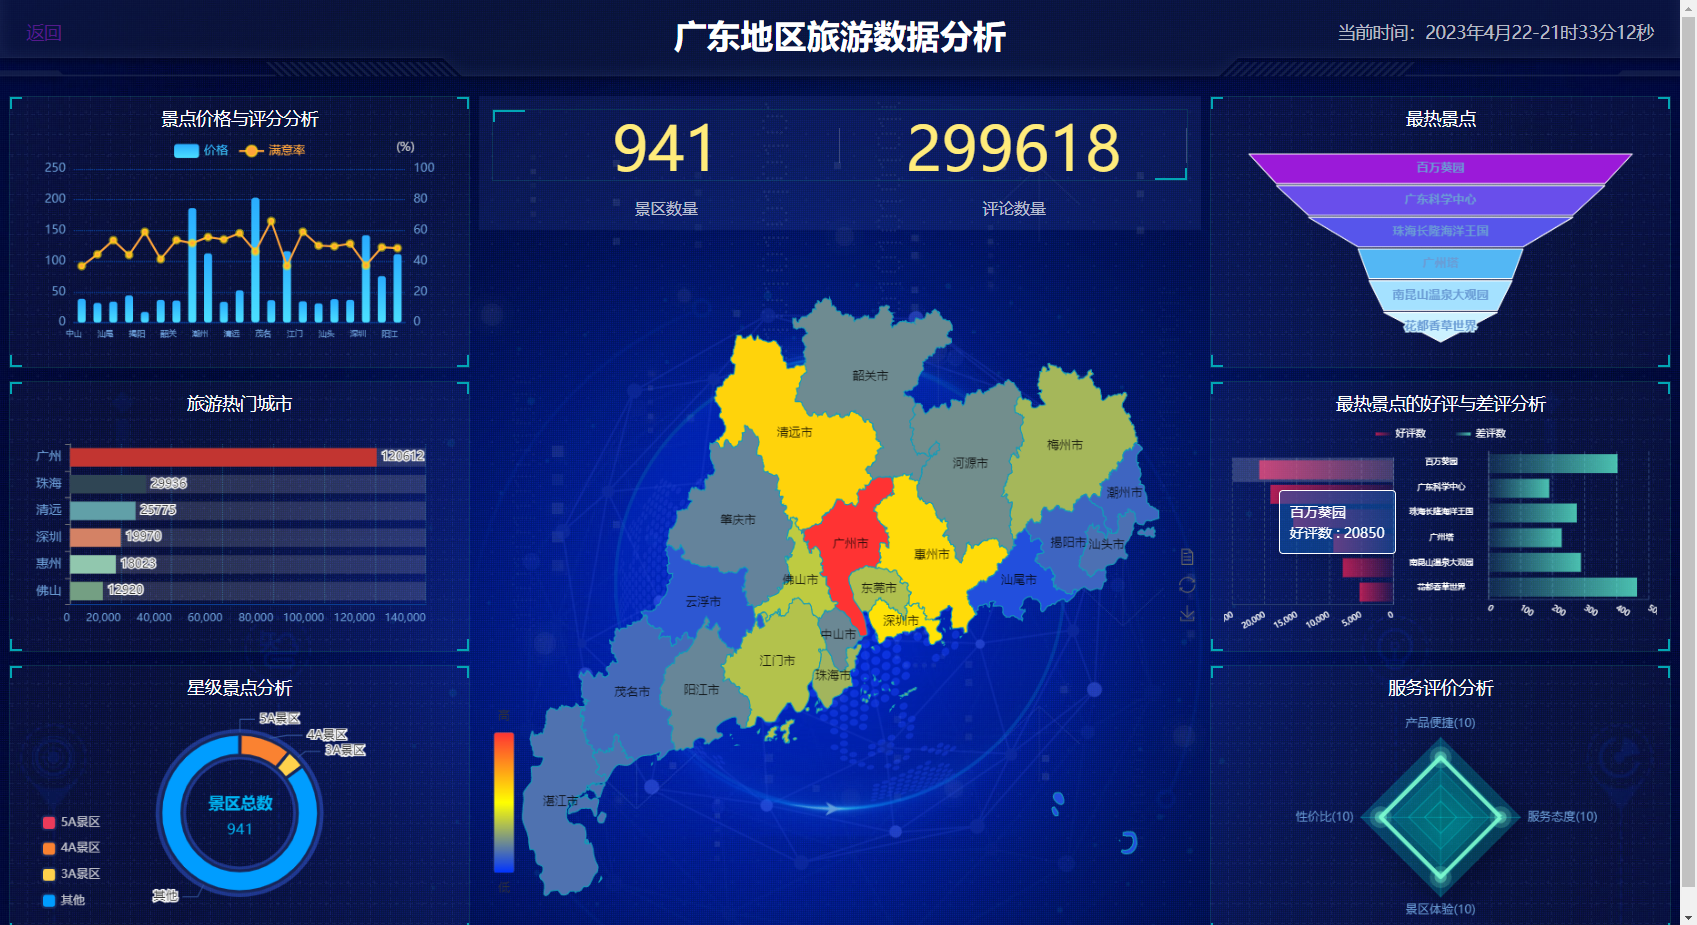 返回
广东地区旅游数据分析
当前时间：2023年4月22-21时33分12秒
景点价格与评分分析
价格 满意率 (%)
250 100
200 80
150 60
100 40
50 20
0 0
中山 汕尾 揭阳 韶关 潮州 清远 茂名 江门 汕头 深圳 阳江
旅游热门城市
广州 120612
珠海 29936
清远 25775
深圳 19970
惠州 18023
佛山 12920
0 20,000 40,000 60,000 80,000 100,000 120,000 140,000
星级景点分析
5A景区
4A景区
3A景区
景区总数
941
其他
5A景区
4A景区
3A景区
其他
941 299618
景区数量 评论数量
韶关市
清远市
梅州市
河源市
潮州市
肇庆市
广州市
惠州市
揭阳市
汕头市
佛山市
东莞市
汕尾市
云浮市
深圳市
中山市
江门市
珠海市
茂名市
阳江市
湛江市
高
低
最热景点
百万葵园
广东科学中心
珠海长隆海洋王国
广州塔
南昆山温泉大观园
花都香草世界
最热景点的好评与差评分析
好评数 差评数
百万葵园
广东科学中心
珠海长隆海洋王国
广州塔
南昆山温泉大观园
花都香草世界
百万葵园
好评数 : 20850
20,000 15,000 10,000 5,000 0
0 100 200 300 400
服务评价分析
产品便捷(10)
性价比(10)
服务态度(10)
景区体验(10)